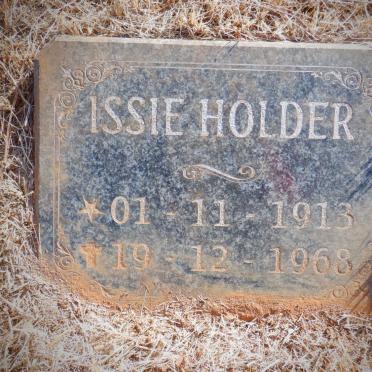 ISSIE HOLDER
01 - 11 - 1913
19 - 12 - 1968